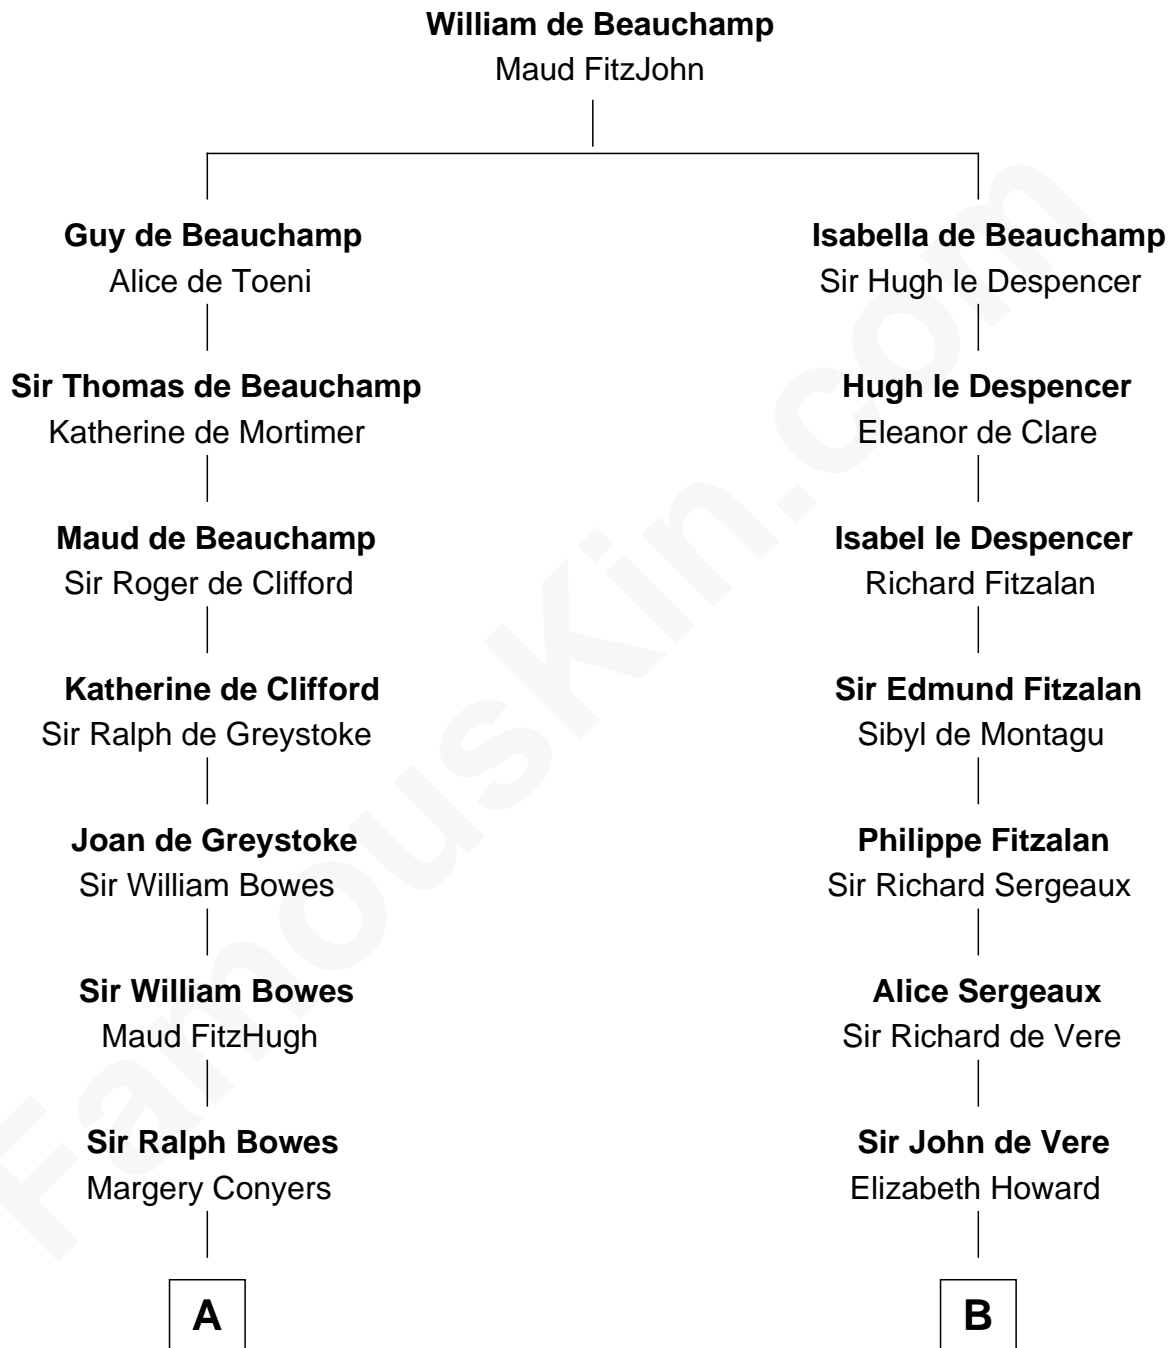 William de Beauchamp
Maud FitzJohn
Guy de Beauchamp
Alice de Toeni
Sir Thomas de Beauchamp
Katherine de Mortimer
Maud de Beauchamp
Sir Roger de Clifford
Katherine de Clifford
Sir Ralph de Greystoke
Joan de Greystoke
Sir William Bowes
Sir William Bowes
Maud FitzHugh
Sir Ralph Bowes
Margery Conyers
A
Isabella de Beauchamp
Sir Hugh le Despencer
Hugh le Despencer
Eleanor de Clare
Isabel le Despencer
Richard Fitzalan
Sir Edmund Fitzalan
Sibyl de Montagu
Philippe Fitzalan
Sir Richard Sergeaux
Alice Sergeaux
Sir Richard de Vere
Sir John de Vere
Elizabeth Howard
B
FamousKin.com